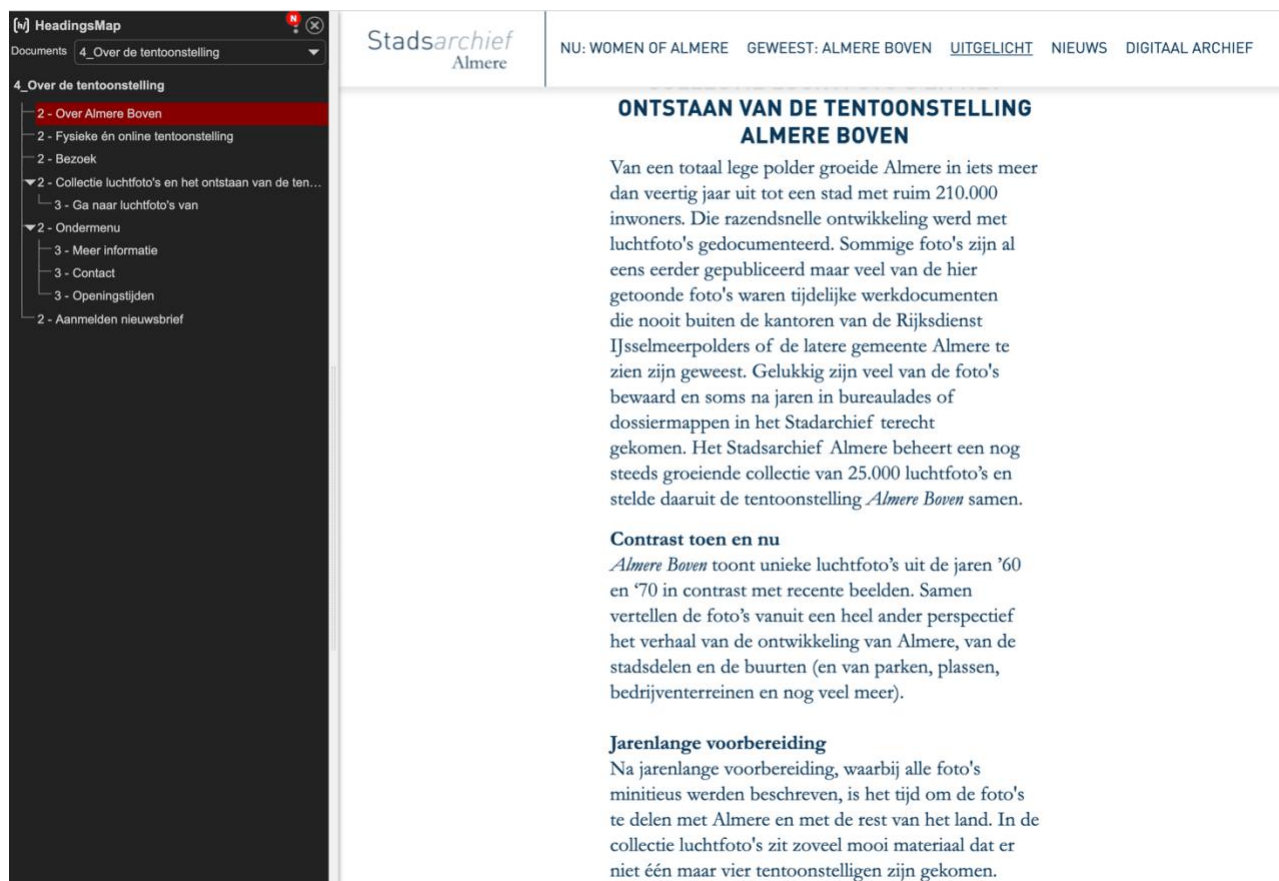 [hi] HeadingsMap
N
Documents 4_Over de tentoonstelling
4_Over de tentoonstelling
2 - Over Almere Boven
2 - Fysieke én online tentoonstelling
2 - Bezoek
2 - Collectie luchtfoto's en het ontstaan van de ten...
3 - Ga naar luchtfoto's van
2 - Ondermenu
3 - Meer informatie
3 - Contact
3 - Openingstijden
2 - Aanmelden nieuwsbrief
Stadsarchief
Almere
NU: WOMEN OF ALMERE GEWEEST: ALMERE BOVEN UITGELICHT NIEUWS DIGITAAL ARCHIEF
ONTSTAAN VAN DE TENTOONSTELLING
ALMERE BOVEN
Van een totaal lege polder groeide Almere in iets meer
dan veertig jaar uit tot een stad met ruim 210.000
inwoners. Die razendsnelle ontwikkeling werd met
luchtfoto's gedocumenteerd. Sommige foto's zijn al
eens eerder gepubliceerd maar veel van de hier
getoonde foto's waren tijdelijke werkdocumenten
die nooit buiten de kantoren van de Rijksdienst
IJsselmeerpolders of de latere gemeente Almere te
zien zijn geweest. Gelukkig zijn veel van de foto's
bewaard en soms na jaren in bureaulades of
dossiermappen in het Stadarchief terecht
gekomen. Het Stadsarchief Almere beheert een nog
steeds groeiende collectie van 25.000 luchtfoto's en
stelde daaruit de tentoonstelling Almere Boven samen.
Contrast toen en nu
Almere Boven toont unieke luchtfoto's uit de jaren ’60
en ‘70 in contrast met recente beelden. Samen
vertellen de foto’s vanuit een heel ander perspectief
het verhaal van de ontwikkeling van Almere, van de
stadsdelen en de buurten (en van parken, plassen,
bedrijventerreinen en nog veel meer).
Jarenlange voorbereiding
Na jarenlange voorbereiding, waarbij alle foto's
minitieus werden beschreven, is het tijd om de foto's
te delen met Almere en met de rest van het land. In de
collectie luchtfoto's zit zoveel mooi materiaal dat er
niet één maar vier tentoonstelligen zijn gekomen.